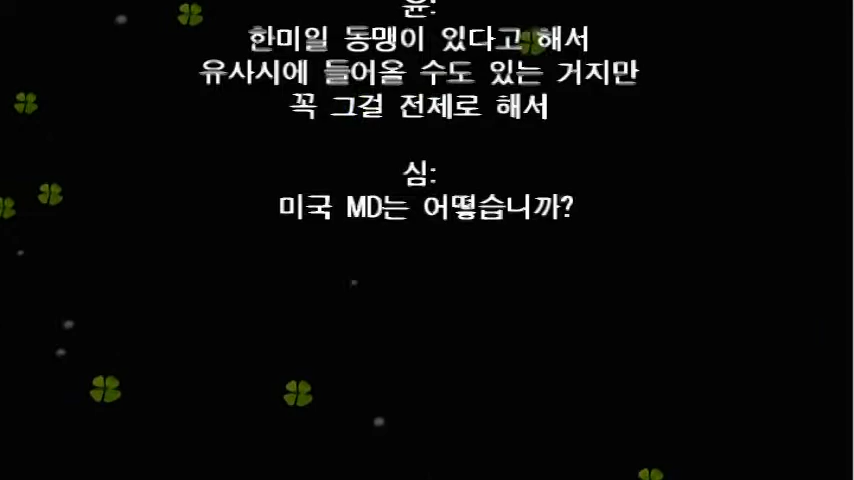 윤:
한미일 동맹이 있다고 해서
유사시에 들어올 수도 있는 거지만
꼭 그걸 전제로 해서
심:
미국 MD는 어떻습니까?